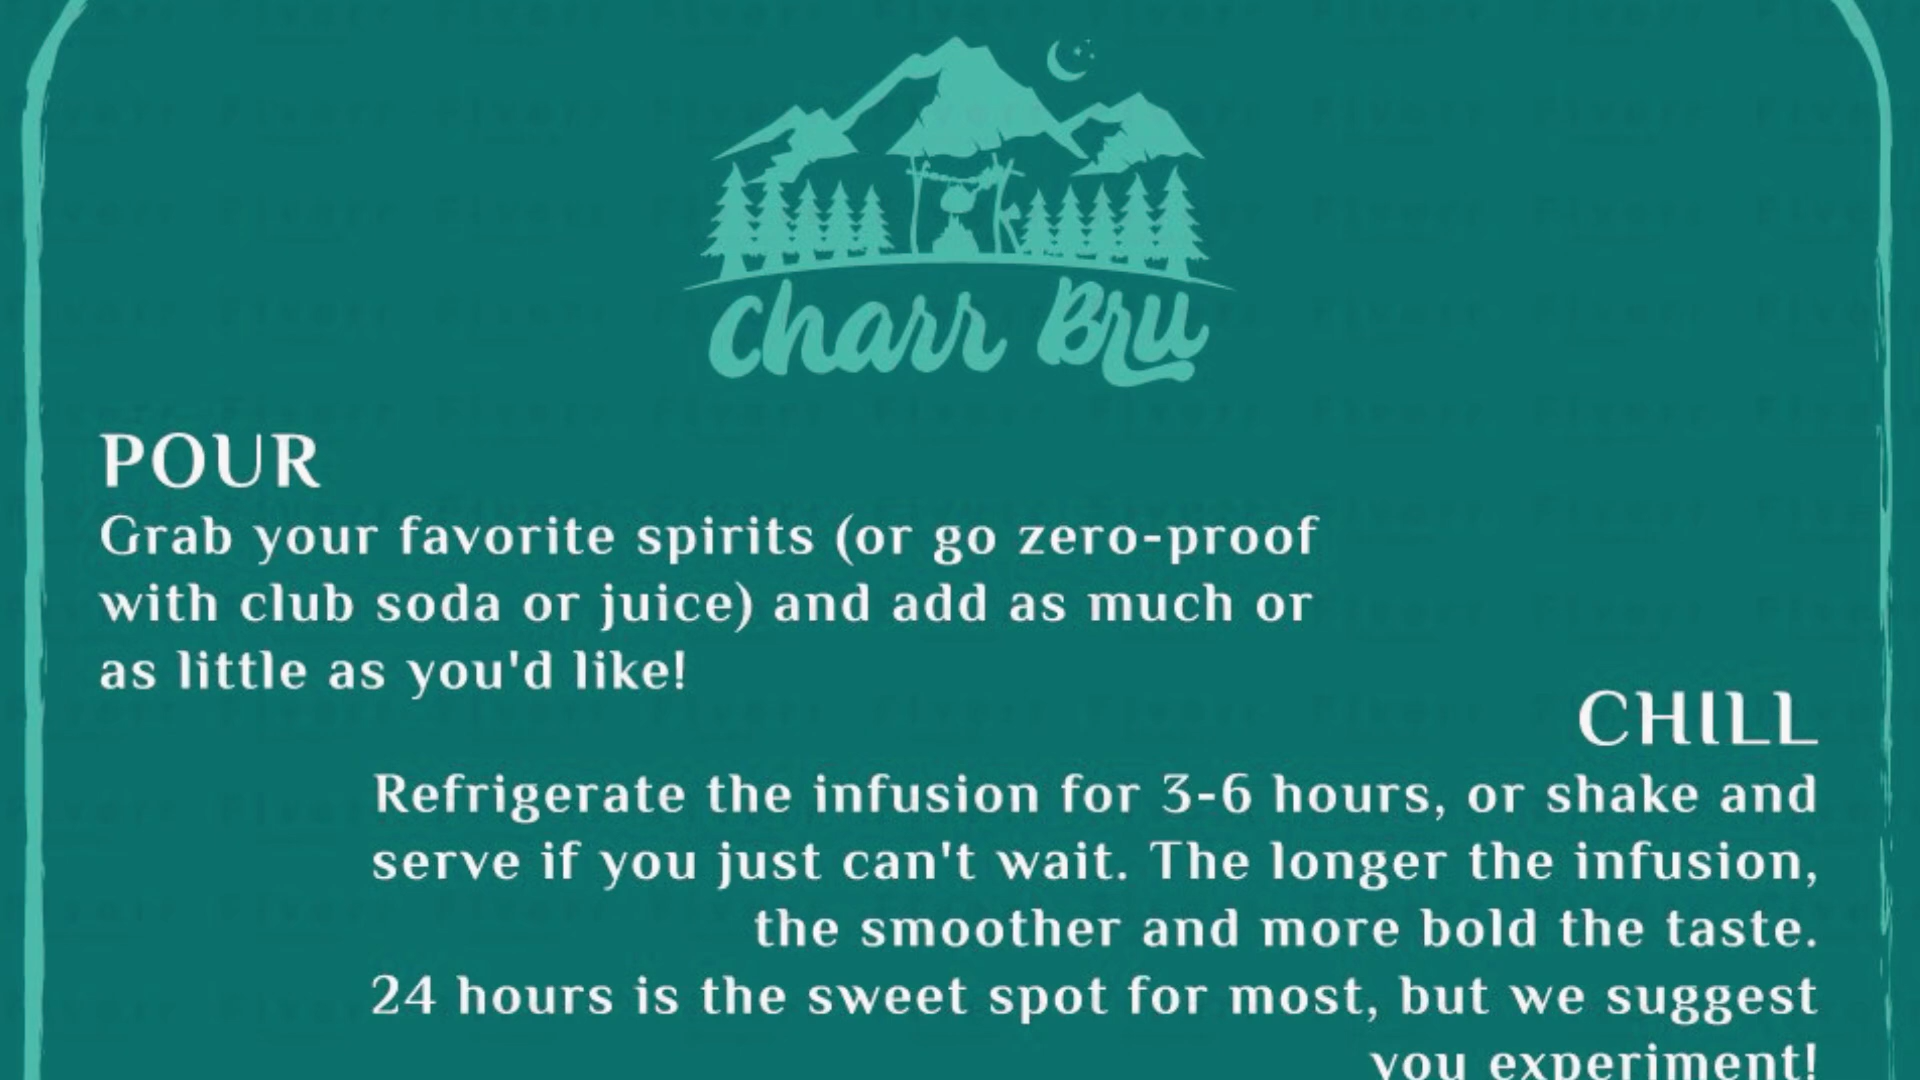 charr Bru
POUR
Grab your favorite spirits (or go zero-proof
with club soda or juice) and add as much or
as little as you'd like!
CHILL
Refrigerate the infusion for 3-6 hours, or shake and
serve if you just can't wait. The longer the infusion,
the smoother and more bold the taste.
24 hours is the sweet spot for most, but we suggest
you experiment!